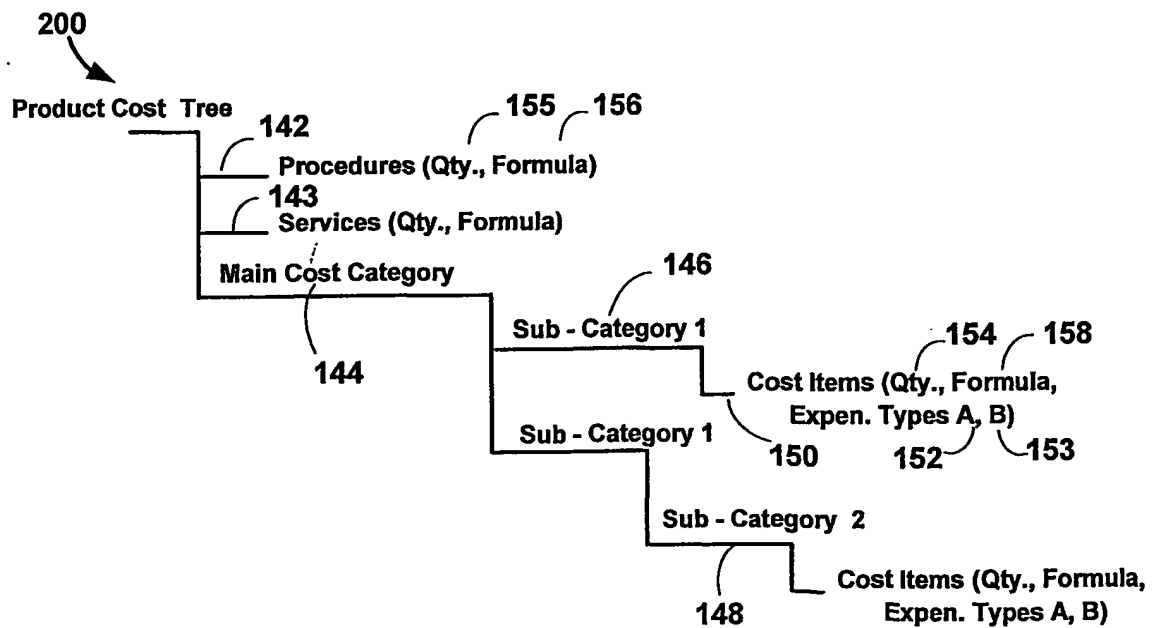 200
Product Cost Tree
155 156
142
Procedures (Qty., Formula)
143
Services (Qty., Formula)
Main Cost Category
146
Sub - Category 1
144
154 158
Cost Items (Qty., Formula,
Expen. Types A, B)
Sub - Category 1
150 152 153
Sub - Category 2
148
Cost Items (Qty., Formula,
Expen. Types A, B)